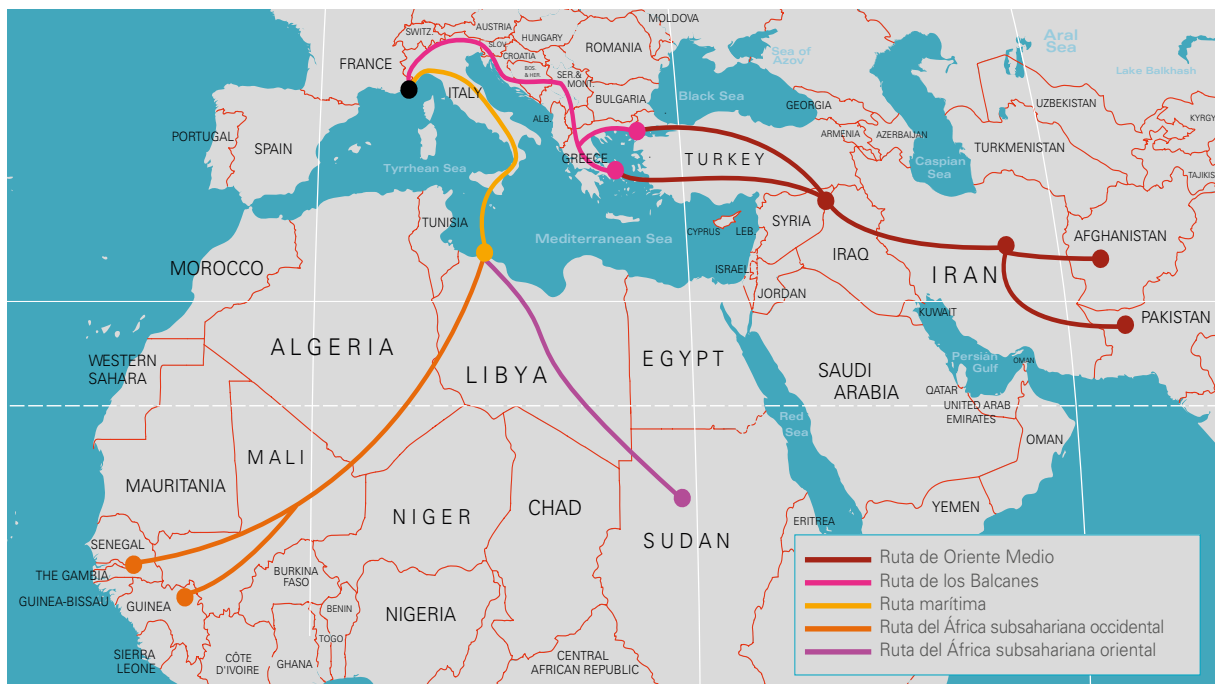 MOLDOVA
AUSTRIA
SWITZ.
HUNGARY
SLOV.
ROMANIA
CROATIA
Aral
Sea
Sea of
Azov
FRANCE
BOS.
& HER.
SER.&
MONT.
Lake Balkhash
ITALY
BULGARIA
Black Sea
GEORGIA
UZBEKISTAN
KYRGY
ALB.
PORTUGAL
SPAIN
ARMENIA
AZERBAIJAN
TURKMENISTAN
GREECE
TURKEY
Tyrrhean Sea
Caspian
Sea
TAJIKIS
TUNISIA
SYRIA
CYPRUS
LEB.
AFGHANISTAN
Mediterranean Sea
MOROCCO
IRAQ
ISRAEL
IRAN
JORDAN
KUWAIT
PAKISTAN
ALGERIA
LIBYA
EGYPT
WESTERN
SAHARA
SAUDI
ARABIA
Persian
Gulf
OMAN
QATAR
UNITED ARAB
EMIRATES
Red
Sea
OMAN
MALI
MAURITANIA
NIGER
CHAD
YEMEN
ERITREA
SUDAN
SENEGAL
THE GAMBIA
GUINEA-BISSAU
GUINEA
BURKINA
FASO
BENIN
NIGERIA
TOGO
SIERRA
LEONE
CÔTE
D'IVOIRE
GHANA
CENTRAL
AFRICAN REPUBLIC
Ruta de Oriente Medio
Ruta de los Balcanes
Ruta marítima
Ruta del África subsahariana occidental
Ruta del África subsahariana oriental